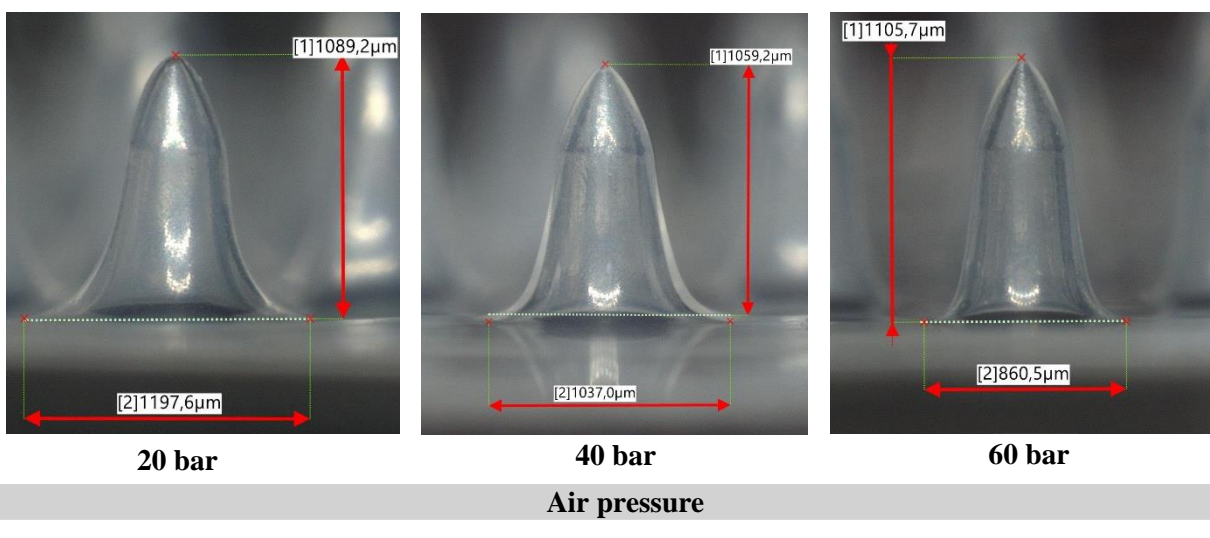 [1]1089,2µm
[2]1197,6µm
20 bar
[1]1059,2µm
[2]1037,0µm
40 bar
[1]1105,7µm
[2]860,5µm
60 bar
Air pressure